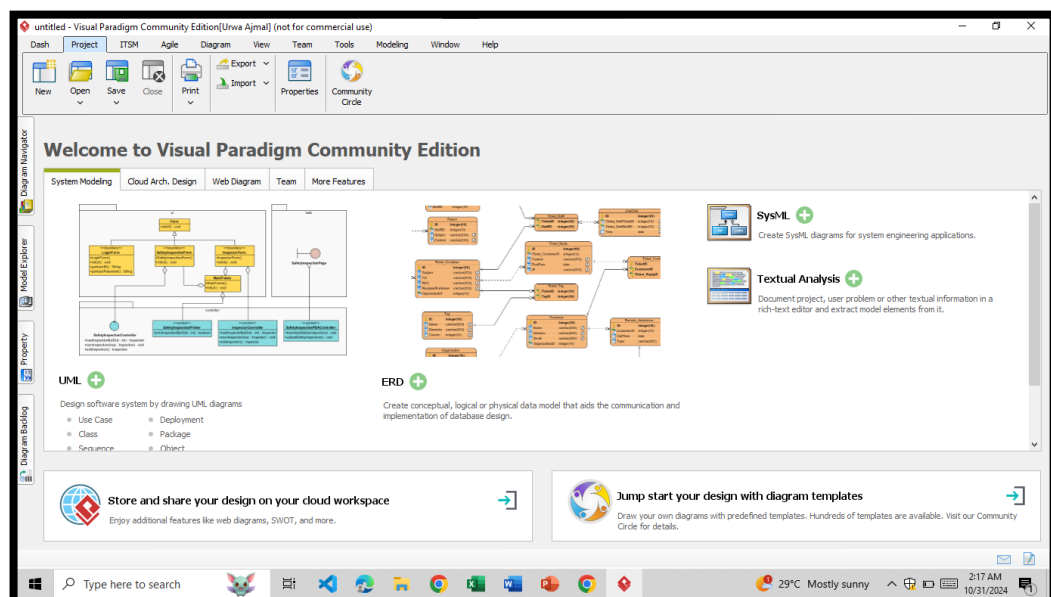 untitled - Visual Paradigm Community Edition[Urwa Ajmal] (not for commercial use)
Dash Project ITSM Agile Diagram View Team Tools Modeling Window Help
New Open Save Close Print Export Import Properties Community Circle
Diagram Navigator
Model Explorer
Property
Diagram Backlog
Welcome to Visual Paradigm Community Edition
System Modeling Cloud Arch. Design Web Diagram Team More Features
UML
Design software system by drawing UML diagrams
Use Case Deployment
Class Package
Sequence Object
ERD
Create conceptual, logical or physical data model that aids the communication and
implementation of database design.
SysML
Create SysML diagrams for system engineering applications.
Textual Analysis
Document project, user problem or other textual information in a
rich-text editor and extract model elements from it.
Store and share your design on your cloud workspace
Enjoy additional features like web diagrams, SWOT, and more.
Jump start your design with diagram templates
Draw your own diagrams with predefined templates. Hundreds of templates are available. Visit our Community
Circle for details.
Type here to search
29°C Mostly sunny
2:17 AM
10/31/2024